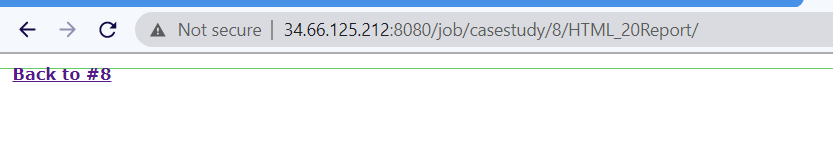 Not secure | 34.66.125.212:8080/job/casestudy/8/HTML_20Report/
Back to #8